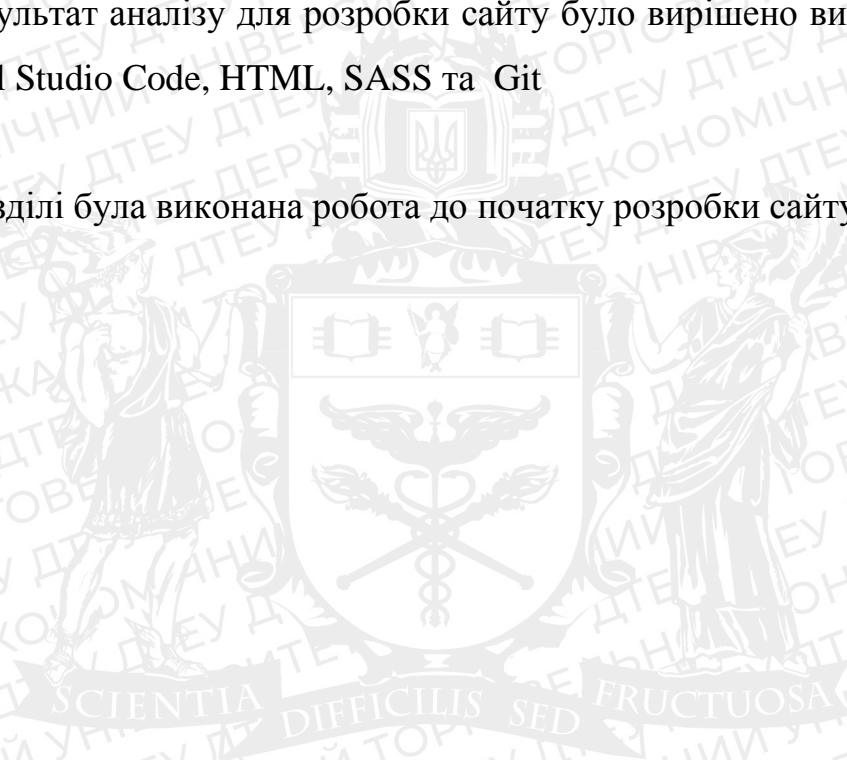 ультат аналізу для розробки сайту було вирішено ви
l Studio Code, HTML, SASS та Git
зділі була виконана робота до початку розробки сайту
SCIENTIA DIFFICILIS SED FRUCTUOSA